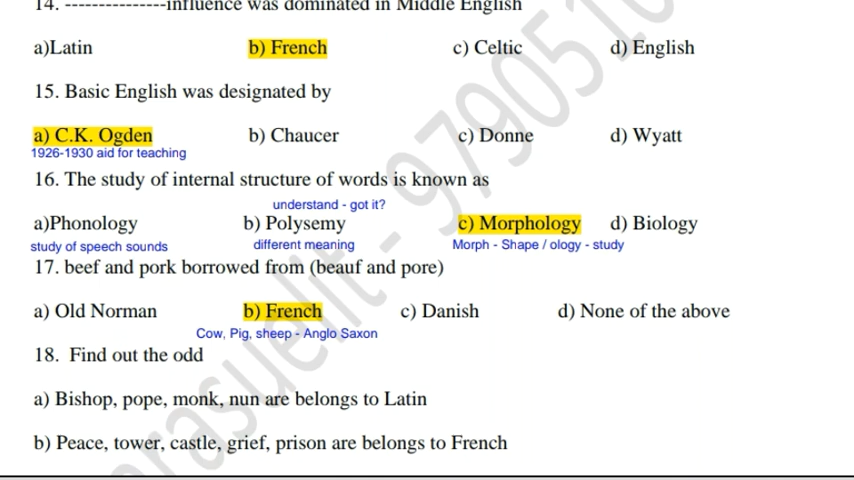 14. ---------------influence was dominated in Middle English
a)Latin b) French c) Celtic d) English
15. Basic English was designated by
a) C.K. Ogden b) Chaucer c) Donne d) Wyatt
1926-1930 aid for teaching
16. The study of internal structure of words is known as
understand - got it?
a)Phonology b) Polysemy c) Morphology d) Biology
study of speech sounds different meaning Morph - Shape / ology - study
17. beef and pork borrowed from (beauf and pore)
a) Old Norman b) French c) Danish d) None of the above
Cow, Pig, sheep - Anglo Saxon
18. Find out the odd
a) Bishop, pope, monk, nun are belongs to Latin
b) Peace, tower, castle, grief, prison are belongs to French